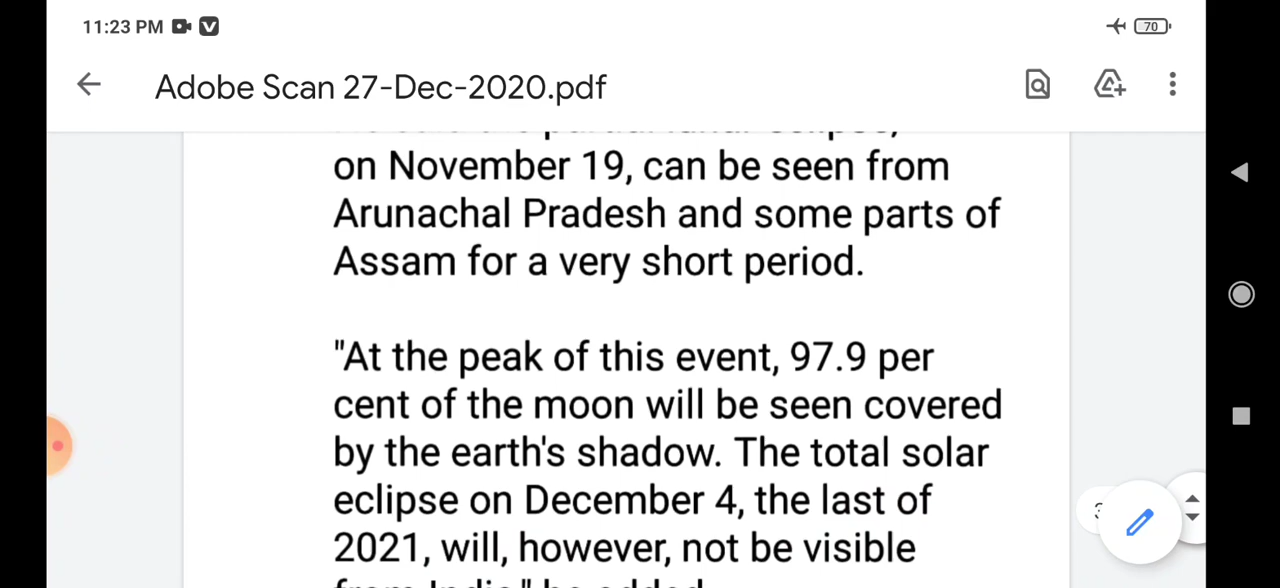 11:23 PM V 70
Adobe Scan 27-Dec-2020.pdf
on November 19, can be seen from
Arunachal Pradesh and some parts of
Assam for a very short period.
"At the peak of this event, 97.9 per
cent of the moon will be seen covered
by the earth's shadow. The total solar
eclipse on December 4, the last of
2021, will, however, not be visible